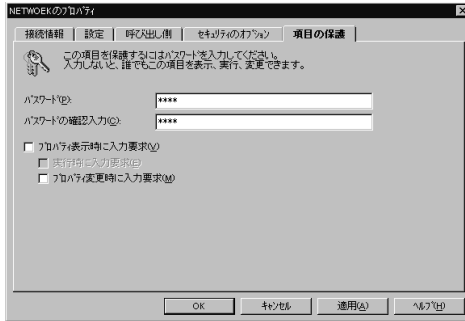 NETWOEKのﾌﾟﾛﾊﾟﾃｨ
接続情報 設定 呼び出し側 ｾｷｭﾘﾃｨのｵﾌﾟｼｮﾝ 項目の保護
この項目を保護するにはﾊﾟｽﾜｰﾄﾞを入力してください。
入力しないと、誰でもこの項目を表示、実行、変更できます。
ﾊﾟｽﾜｰﾄﾞ(P): ****
ﾊﾟｽﾜｰﾄﾞの確認入力(C): ****
ﾌﾟﾛﾊﾟﾃｨ表示時に入力要求(V)
実行時に入力要求(E)
ﾌﾟﾛﾊﾟﾃｨ変更時に入力要求(M)
OK ｷｬﾝｾﾙ 適用(A) ﾍﾙﾌﾟ(H)